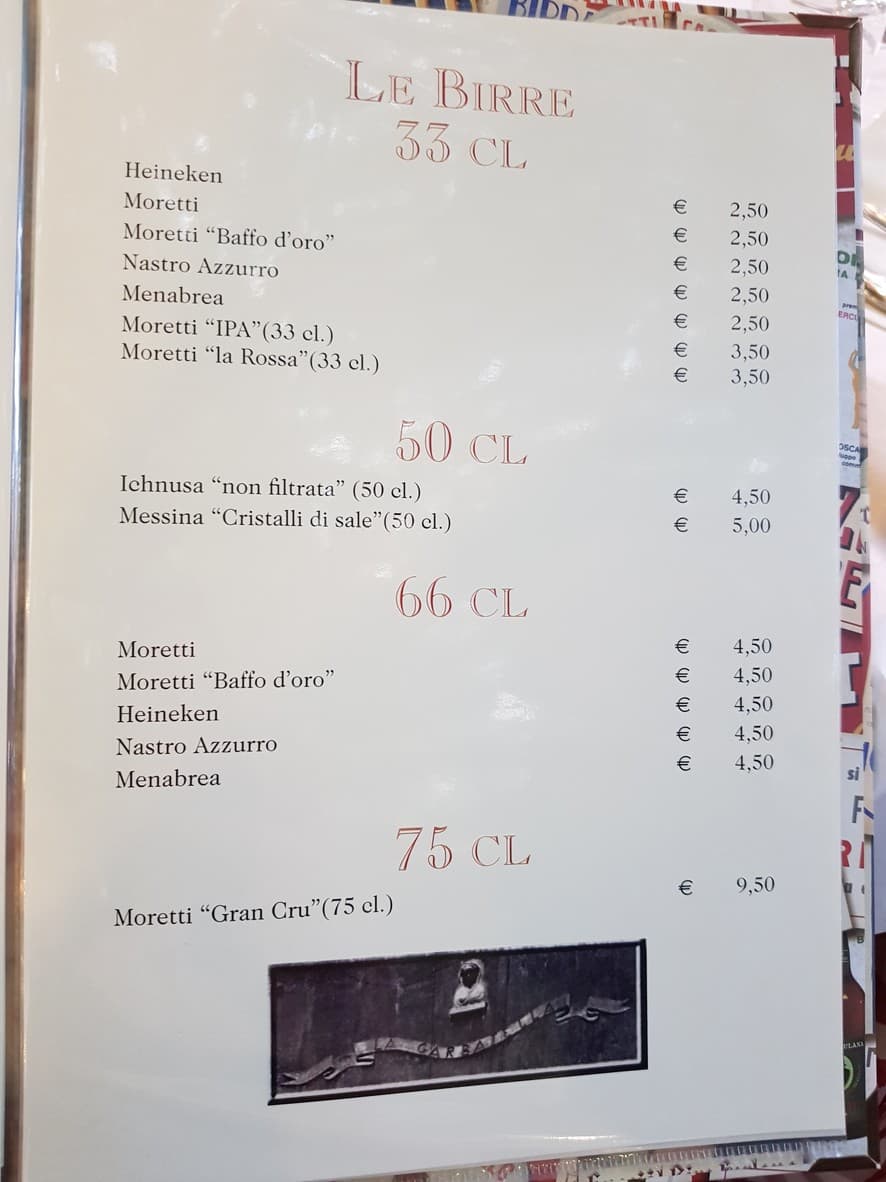 Le Birre
33 cl
Heineken € 2,50
Moretti € 2,50
Moretti “Baffo d’oro” € 2,50
Nastro Azzurro € 2,50
Menabrea € 2,50
Moretti “IPA”(33 cl.) € 3,50
Moretti “la Rossa”(33 cl.) € 3,50
50 cl
Ichnusa “non filtrata” (50 cl.) € 4,50
Messina “Cristalli di sale”(50 cl.) € 5,00
66 cl
Moretti € 4,50
Moretti “Baffo d’oro” € 4,50
Heineken € 4,50
Nastro Azzurro € 4,50
Menabrea € 4,50
75 cl
Moretti “Gran Cru”(75 cl.) € 9,50
LA GARBATELLA